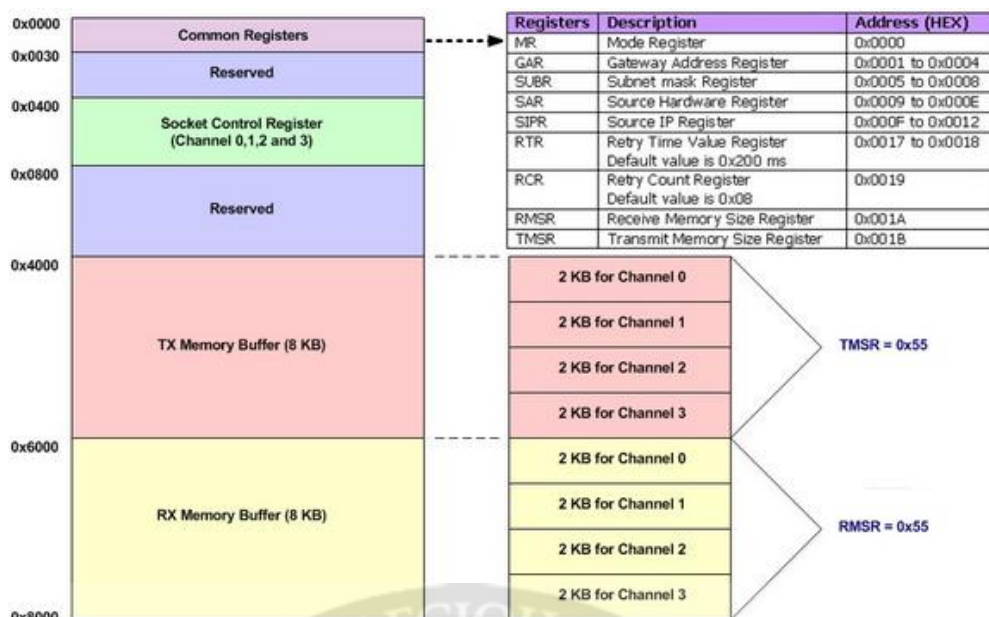 0x0000
Common Registers
0x0030
Reserved
0x0400
Socket Control Register
(Channel 0,1,2 and 3)
0x0800
Reserved
0x4000
TX Memory Buffer (8 KB)
0x6000
RX Memory Buffer (8 KB)
0x8000
Registers Description Address (HEX)
MR Mode Register 0x0000
GAR Gateway Address Register 0x0001 to 0x0004
SUBR Subnet mask Register 0x0005 to 0x0008
SAR Source Hardware Register 0x0009 to 0x000E
SIPR Source IP Register 0x000F to 0x0012
RTR Retry Time Value Register 0x0017 to 0x0018
Default value is 0x200 ms
RCR Retry Count Register 0x0019
Default value is 0x08
RMSR Receive Memory Size Register 0x001A
TMSR Transmit Memory Size Register 0x001B
2 KB for Channel 0
2 KB for Channel 1
2 KB for Channel 2
2 KB for Channel 3
TMSR = 0x55
2 KB for Channel 0
2 KB for Channel 1
2 KB for Channel 2
2 KB for Channel 3
RMSR = 0x55